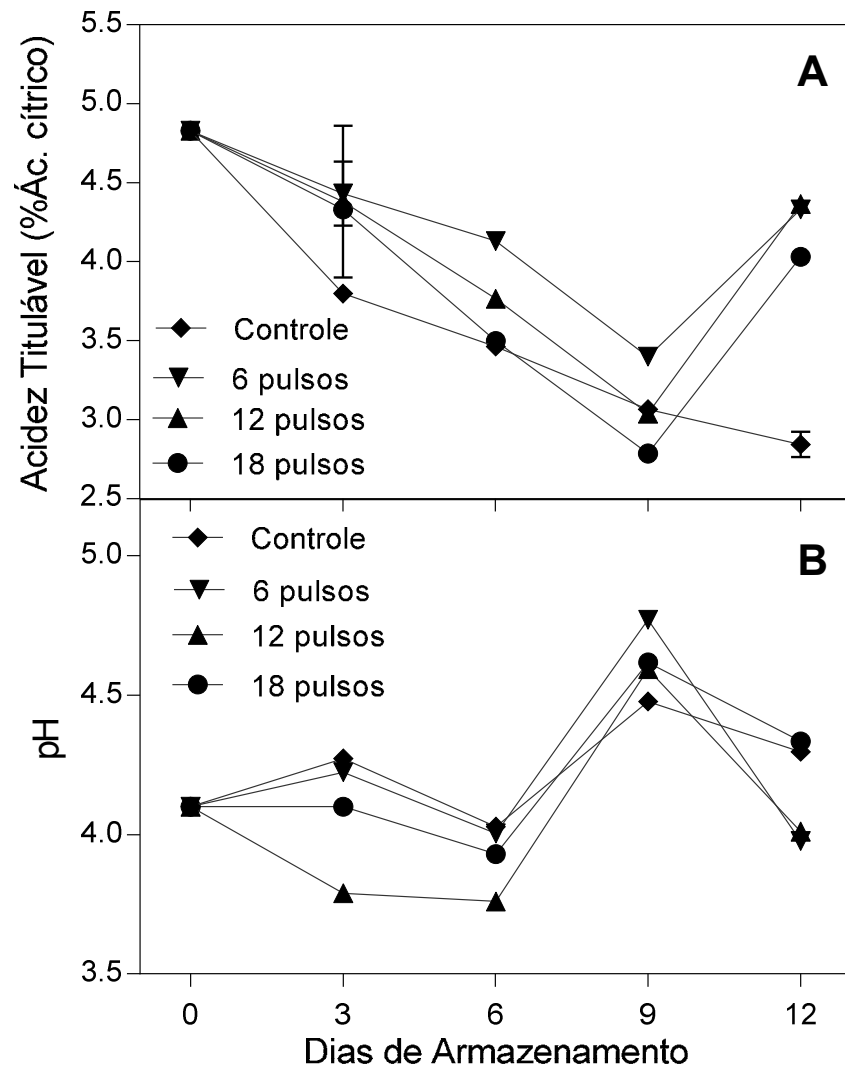 Acidez Titulável (%Ác. cítrico)
5.5
5.0
4.5
4.0
3.5
3.0
2.5
A
Controle
6 pulsos
12 pulsos
18 pulsos
pH
5.0
4.5
4.0
3.5
B
Controle
6 pulsos
12 pulsos
18 pulsos
0 3 6 9 12
Dias de Armazenamento